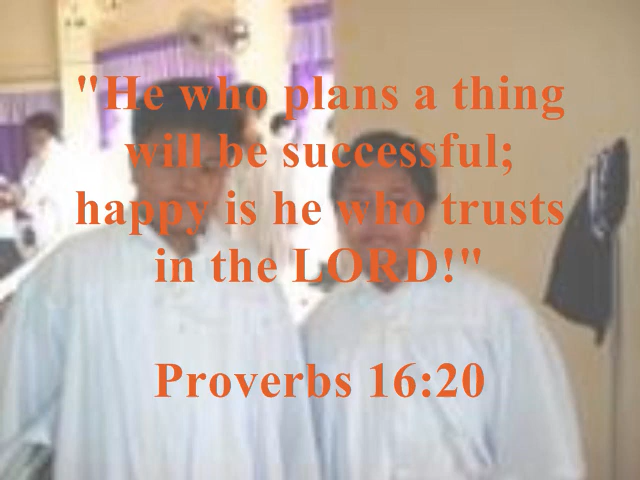 "He who plans a thing
will be successful;
happy is he who trusts
in the LORD!"
Proverbs 16:20